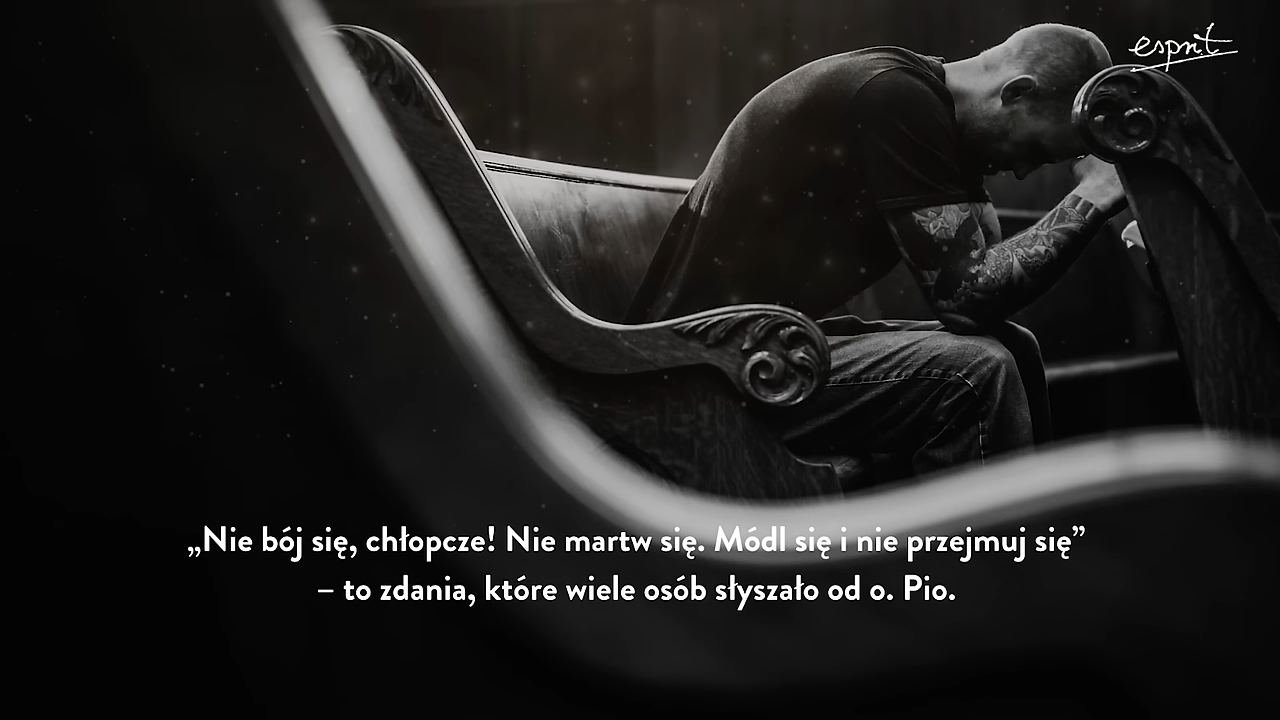 esprit
„Nie bój się, chłopcze! Nie martw się. Módl się i nie przejmuj się”
– to zdania, które wiele osób słyszało od o. Pio.